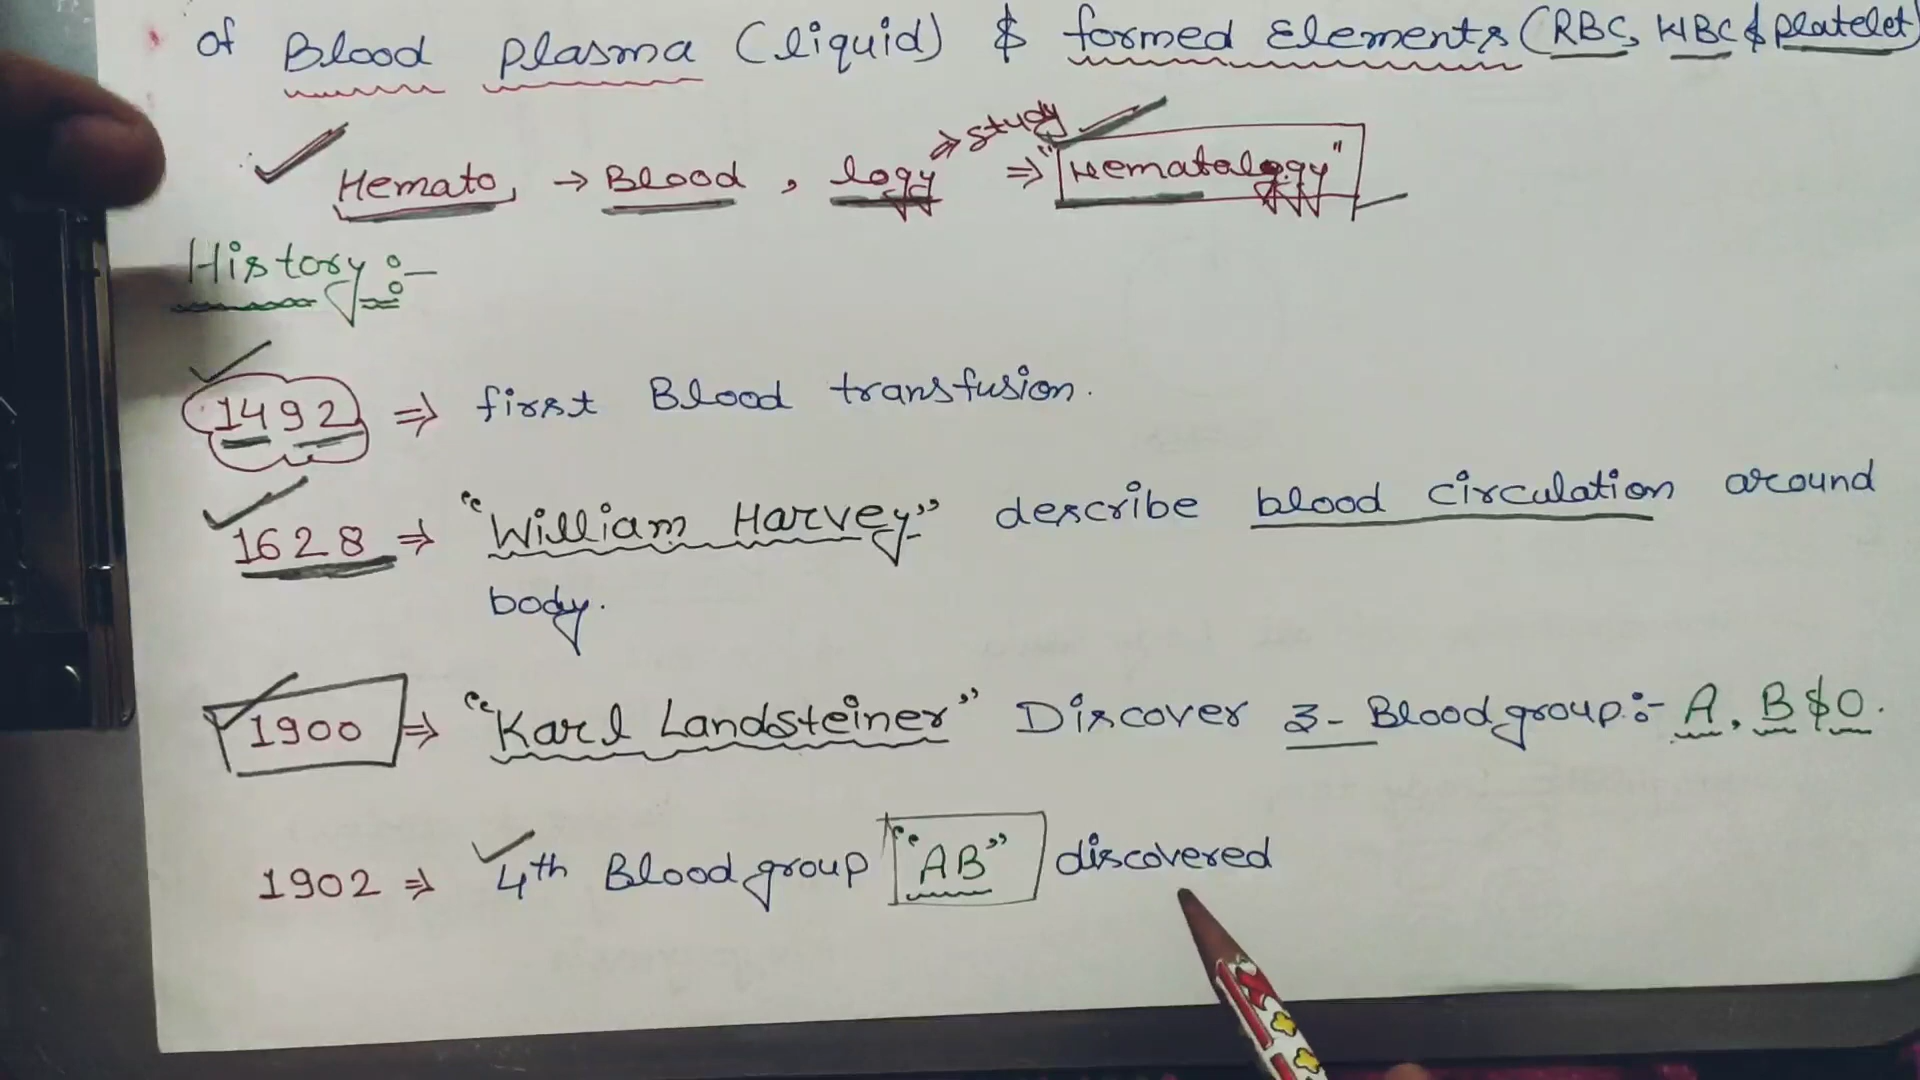 of Blood plasma (liquid) & formed Elements (RBC, WBC & platelet)
Hemato, → Blood, logy ⇒ study ⇒ "Hematology"
History :-
1492 ⇒ first Blood transfusion.
1628 ⇒ "William Harvey" describe blood circulation around
body.
1900 ⇒ "Karl Landsteiner" Discover 3- Blood group :- A, B & O.
1902 ⇒ 4th Blood group "AB" discovered